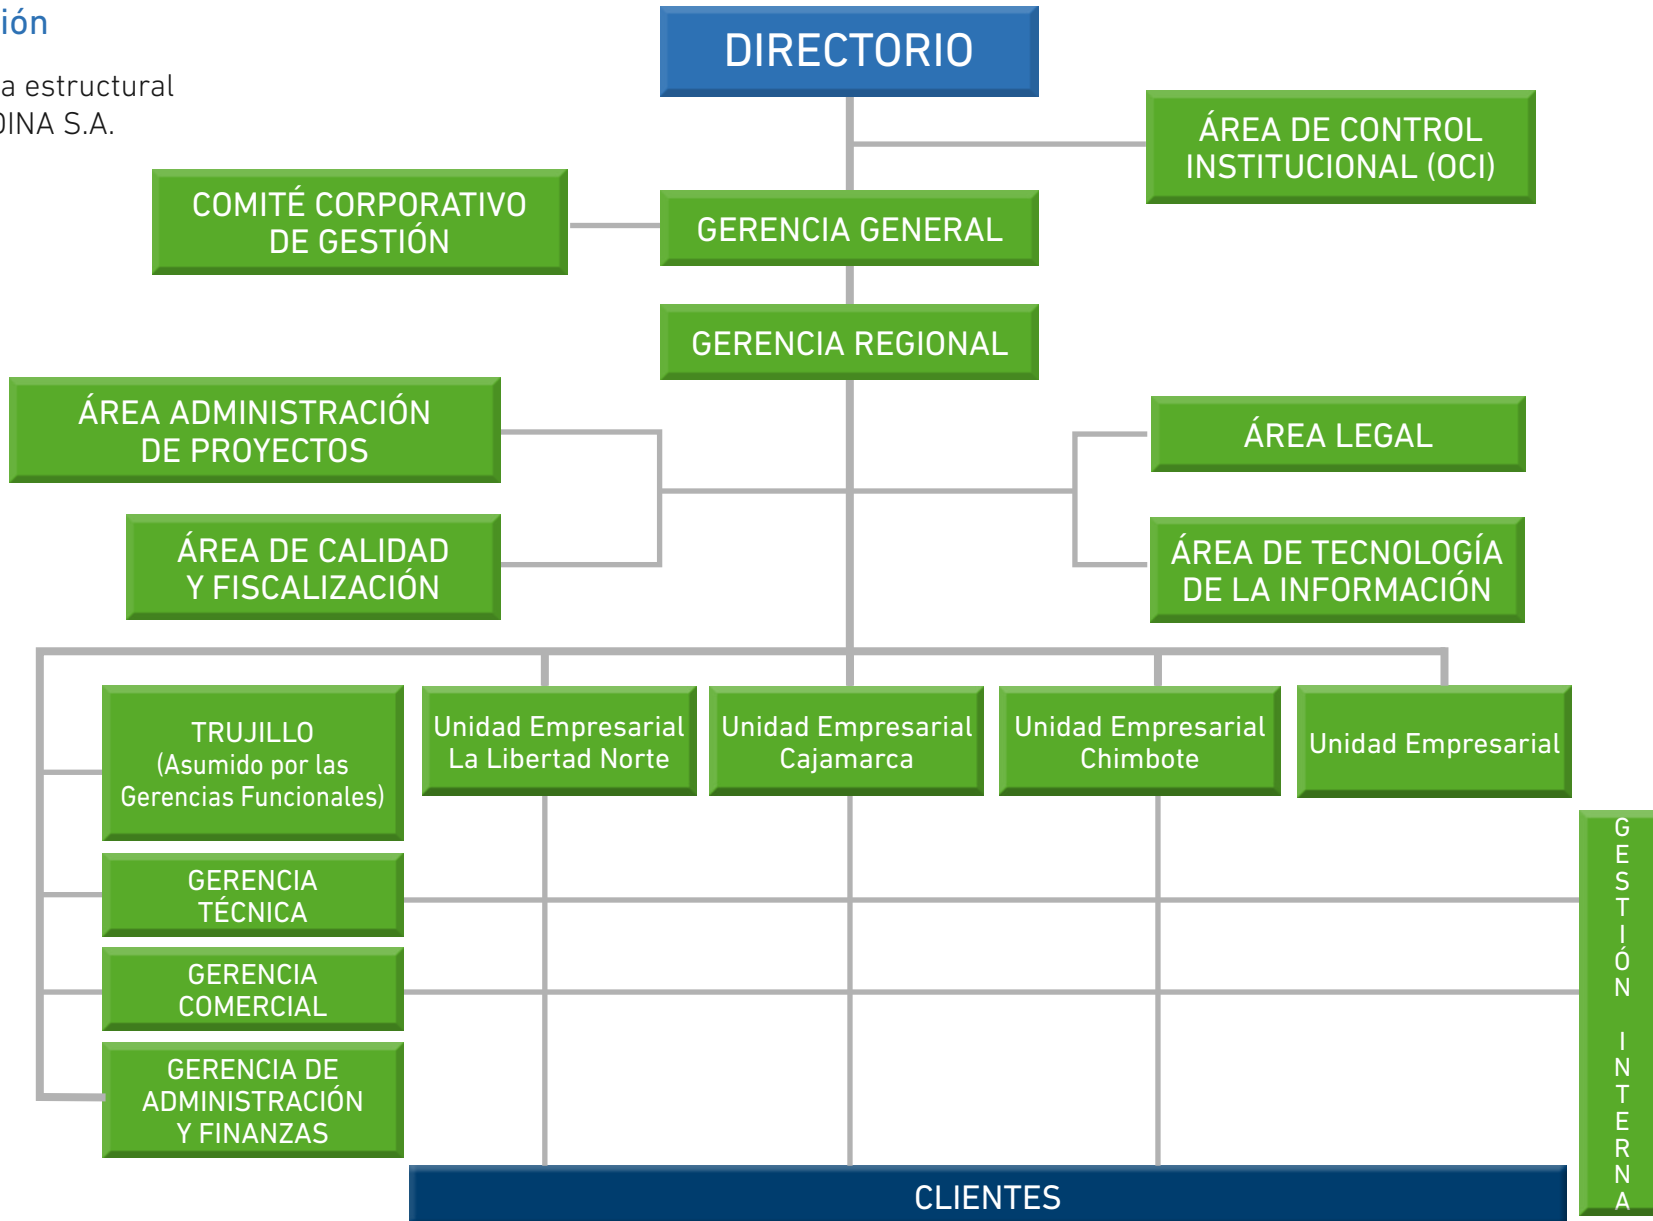 ión
a estructural
DINA S.A.
DIRECTORIO
ÁREA DE CONTROL
INSTITUCIONAL (OCI)
COMITÉ CORPORATIVO
DE GESTIÓN
GERENCIA GENERAL
GERENCIA REGIONAL
ÁREA ADMINISTRACIÓN
DE PROYECTOS
ÁREA LEGAL
ÁREA DE CALIDAD
Y FISCALIZACIÓN
ÁREA DE TECNOLOGÍA
DE LA INFORMACIÓN
TRUJILLO
(Asumido por las
Gerencias Funcionales)
Unidad Empresarial
La Libertad Norte
Unidad Empresarial
Cajamarca
Unidad Empresarial
Chimbote
Unidad Empresarial
GERENCIA
TÉCNICA
GERENCIA
COMERCIAL
GERENCIA DE
ADMINISTRACIÓN
Y FINANZAS
GESTIÓN INTERNA
CLIENTES